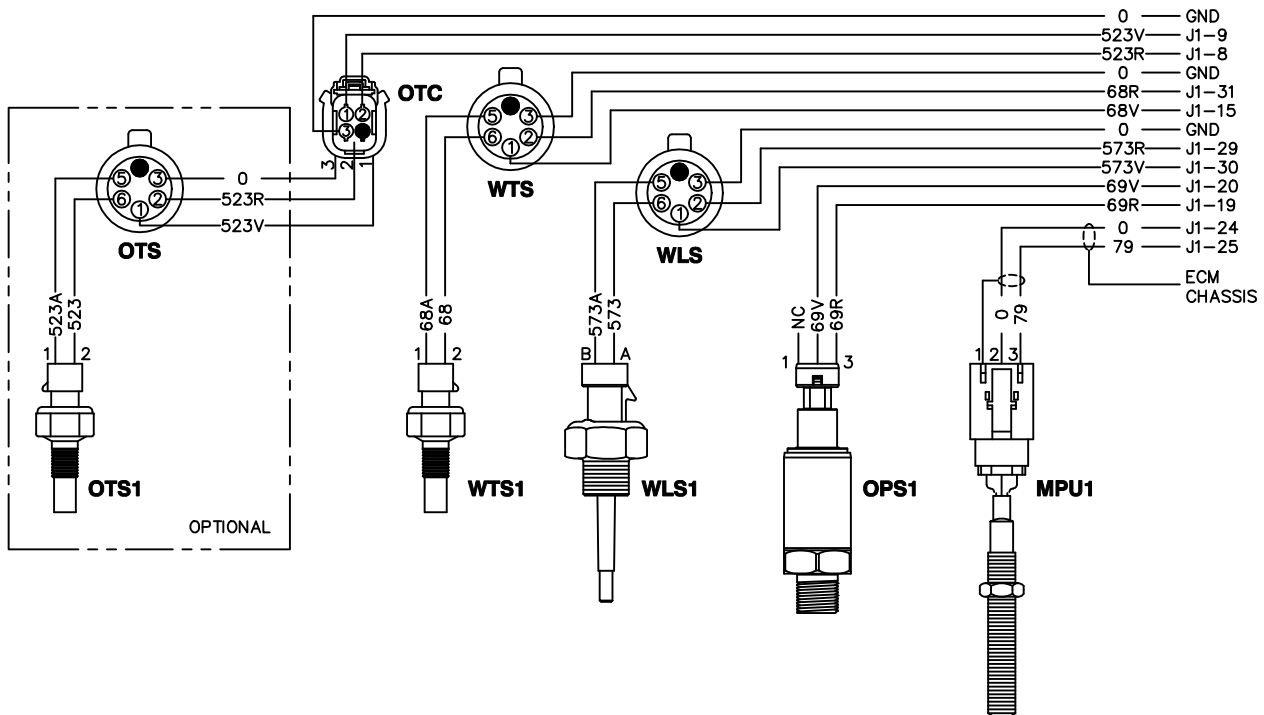 0 GND
523V J1-9
523R J1-8
0 GND
68R J1-31
68V J1-15
0 GND
573R J1-29
573V J1-30
69V J1-20
69R J1-19
0 J1-24
79 J1-25
ECM
CHASSIS
OTC
1 2
3
3 2 1
WTS
5 3
6 2
1
WLS
5 3
6 2
1
OTS
5 3
6 2
1
0
523R
523V
523A 523
1 2
OTS1
OPTIONAL
68A 68
1 2
WTS1
573A 573
B A
WLS1
NC 69V 69R
1 3
OPS1
0 79
1 2 3
MPU1